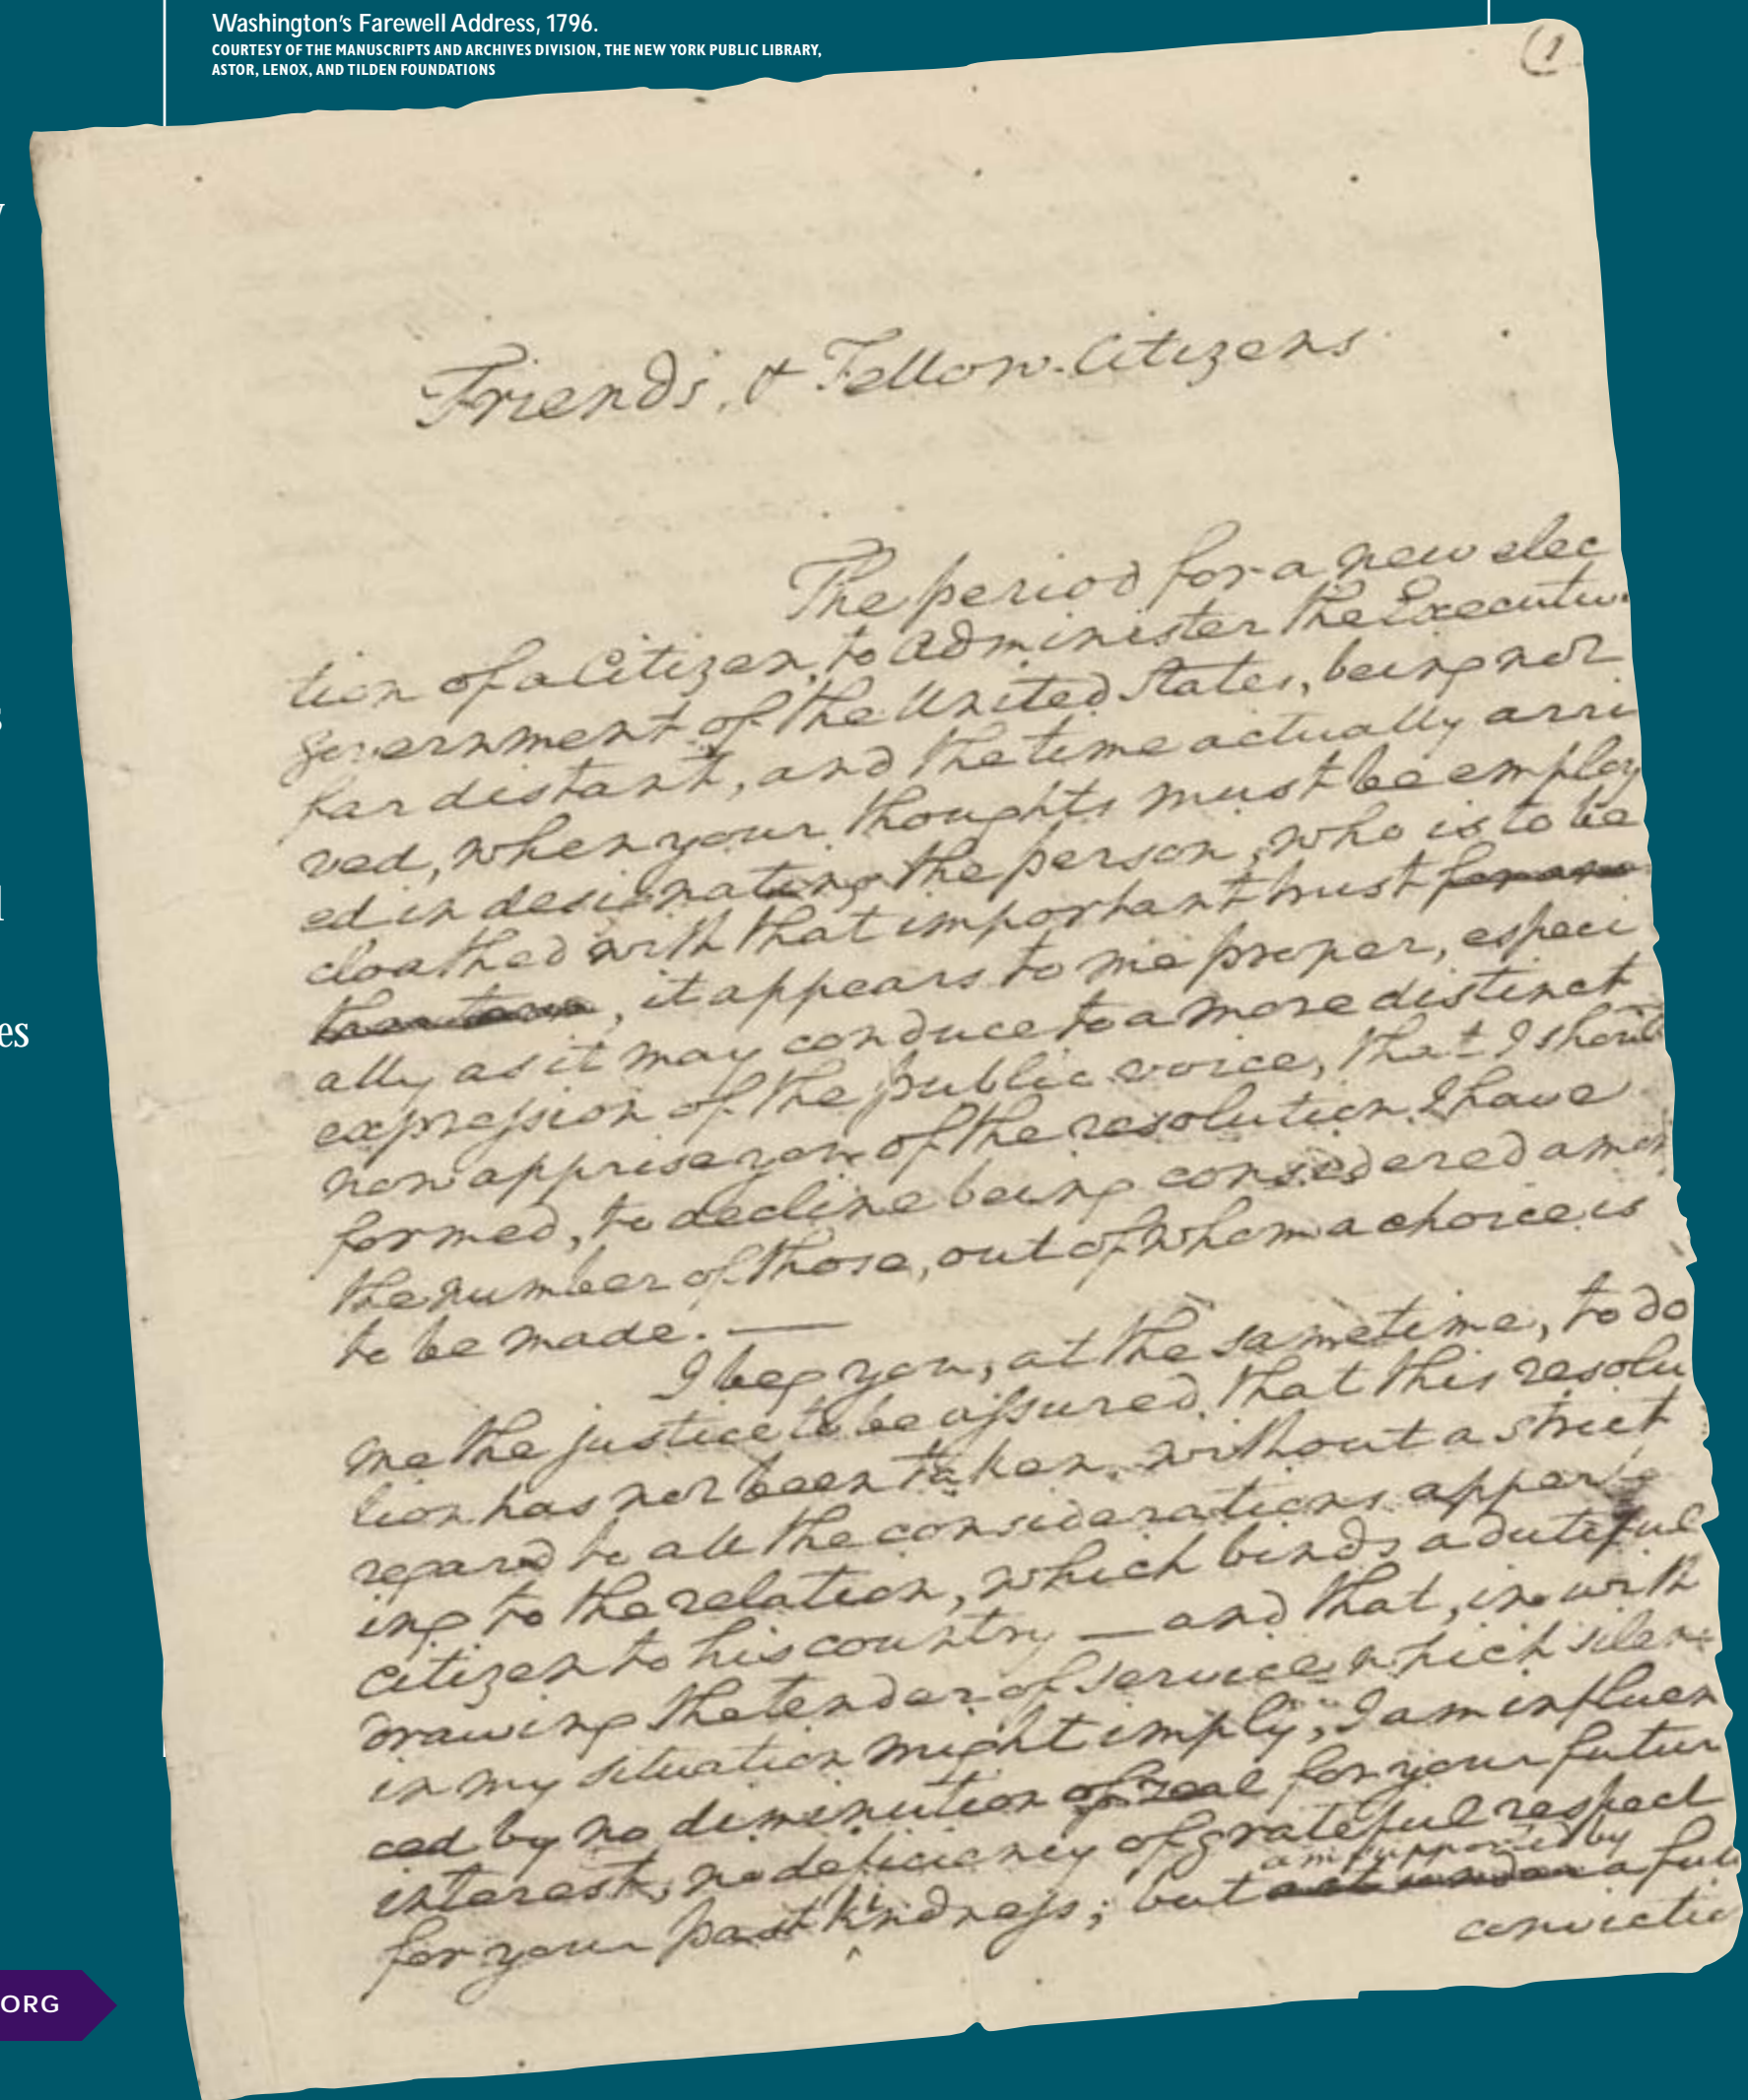 Washington's Farewell Address, 1796.
COURTESY OF THE MANUSCRIPTS AND ARCHIVES DIVISION, THE NEW YORK PUBLIC LIBRARY,
ASTOR, LENOX, AND TILDEN FOUNDATIONS
(1
Friends, & Fellow-Citizens
The period for a new elec
tion of a Citizen, to administer the Executive
government of the United States, being not
far distant, and the time actually arri
ved, when your thoughts must be employ
ed in designating the person, who is to be
cloathed with that important trust
, it appears to me proper, especi
ally as it may conduce to a more distinct
expression of the public voice, that I should
now apprise you of the resolution I have
formed, to decline being considered among
the number of those, out of whom a choice is
to be made. —
I beg you, at the same time, to do
me the justice to be assured, that this resolu
tion has not been taken, without a strict
regard to all the considerations appert
ing to the relation, which binds a dutiful
citizen to his country — and that, in with
drawing the tender of service which silence
in my situation might imply, I am influen
ced by no diminution of zeal for your future
interest, no deficiency of grateful respect
am supported by
for your past kindness; but a full
convictio
es
ORG